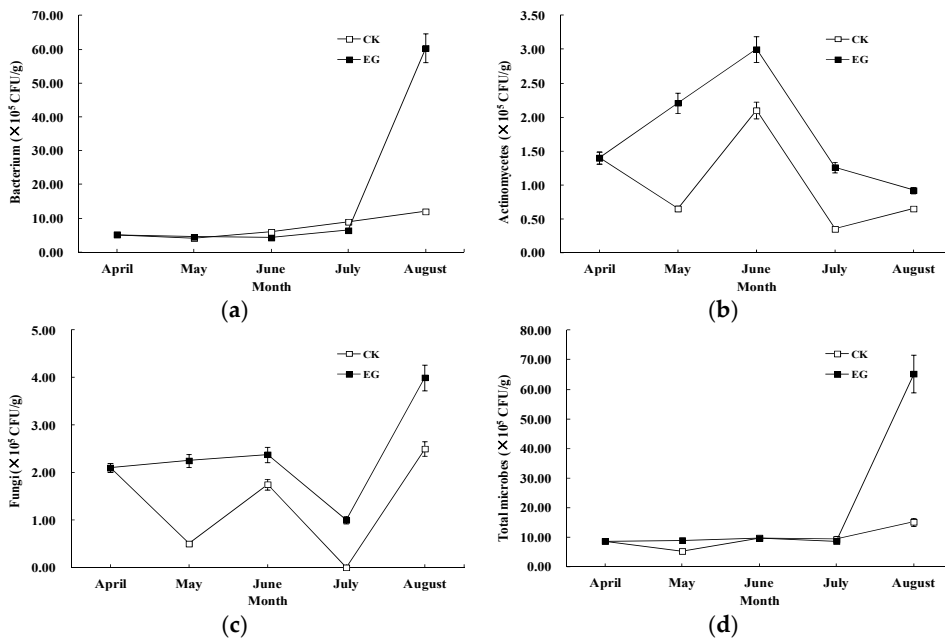 70.00
60.00
50.00
40.00
30.00
20.00
10.00
0.00
Bacterium (×10⁵ CFU/g)
CK
EG
April May June July August
Month
(a)
3.50
3.00
2.50
2.00
1.50
1.00
0.50
0.00
Actinomycetes (×10⁵ CFU/g)
CK
EG
April May June July August
Month
(b)
5.00
4.00
3.00
2.00
1.00
0.00
Fungi (×10⁵ CFU/g)
CK
EG
April May June July August
Month
(c)
80.00
70.00
60.00
50.00
40.00
30.00
20.00
10.00
0.00
Total microbes (×10⁵ CFU/g)
CK
EG
April May June July August
Month
(d)